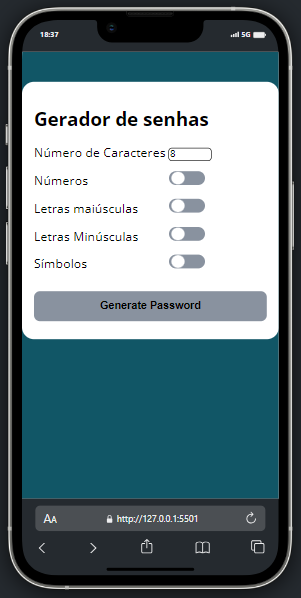 18:37 5G
Gerador de senhas
Número de Caracteres 8
Números
Letras maiúsculas
Letras Minúsculas
Símbolos
Generate Password
AA http://127.0.0.1:5501